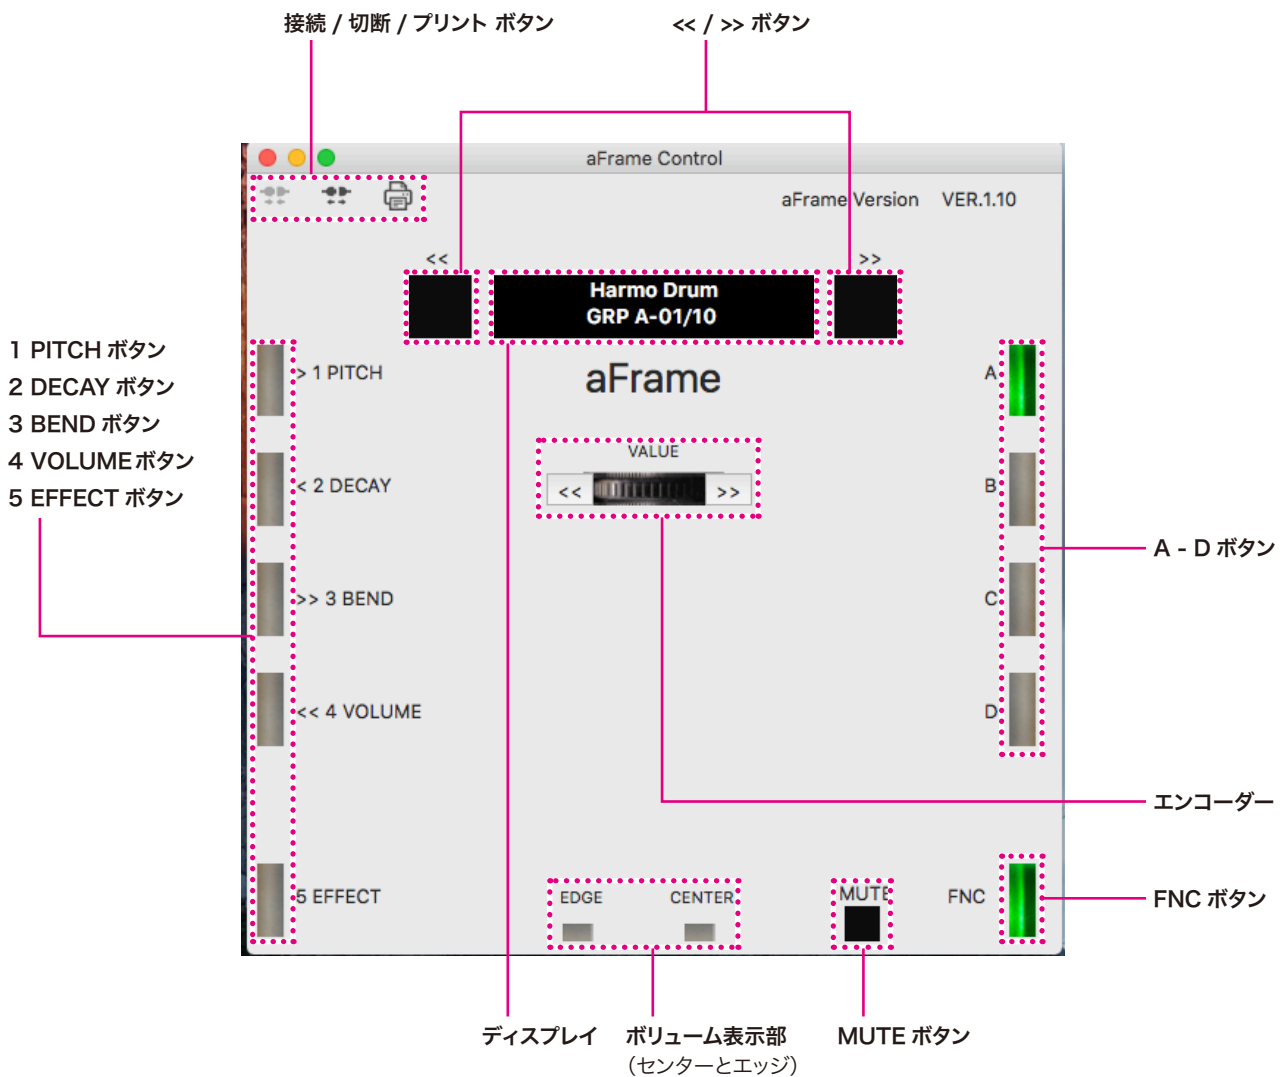 接続 / 切断 / プリント ボタン
<< / >> ボタン
aFrame Control
aFrame Version VER.1.10
<<
>>
Harmo Drum
GRP A-01/10
1 PITCH ボタン
2 DECAY ボタン
3 BEND ボタン
4 VOLUME ボタン
5 EFFECT ボタン
> 1 PITCH
aFrame
A
VALUE
< 2 DECAY
<< >>
B
A - D ボタン
>> 3 BEND
C
<< 4 VOLUME
D
エンコーダー
5 EFFECT
EDGE
CENTER
MUTE
FNC
FNC ボタン
ディスプレイ
ボリューム表示部
(センターとエッジ)
MUTE ボタン